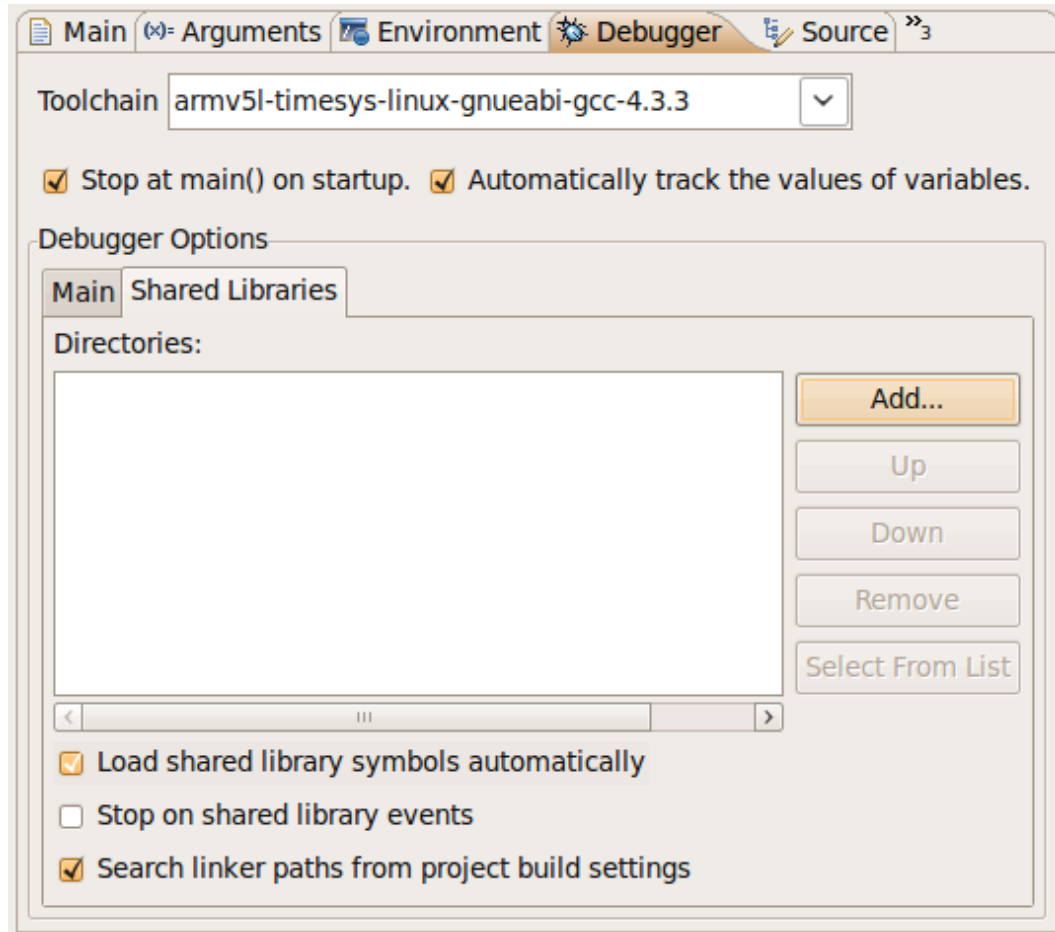 Main (x)= Arguments Environment Debugger Source »3
Toolchain armv5l-timesys-linux-gnueabi-gcc-4.3.3
Stop at main() on startup. Automatically track the values of variables.
Debugger Options
Main Shared Libraries
Directories:
Add...
Up
Down
Remove
Select From List
Load shared library symbols automatically
Stop on shared library events
Search linker paths from project build settings